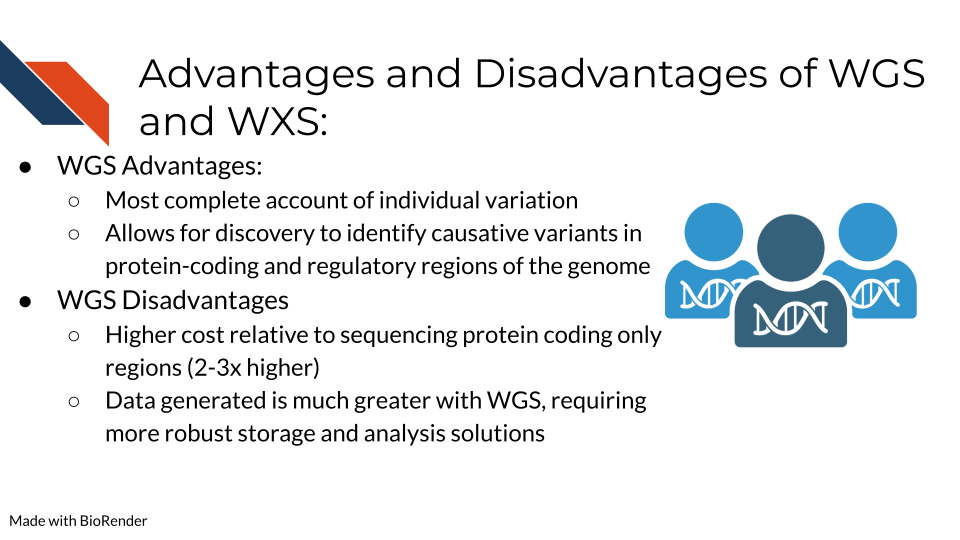 Advantages and Disadvantages of WGS
and WXS:
● WGS Advantages:
○ Most complete account of individual variation
○ Allows for discovery to identify causative variants in
protein-coding and regulatory regions of the genome
● WGS Disadvantages
○ Higher cost relative to sequencing protein coding only
regions (2-3x higher)
○ Data generated is much greater with WGS, requiring
more robust storage and analysis solutions
Made with BioRender